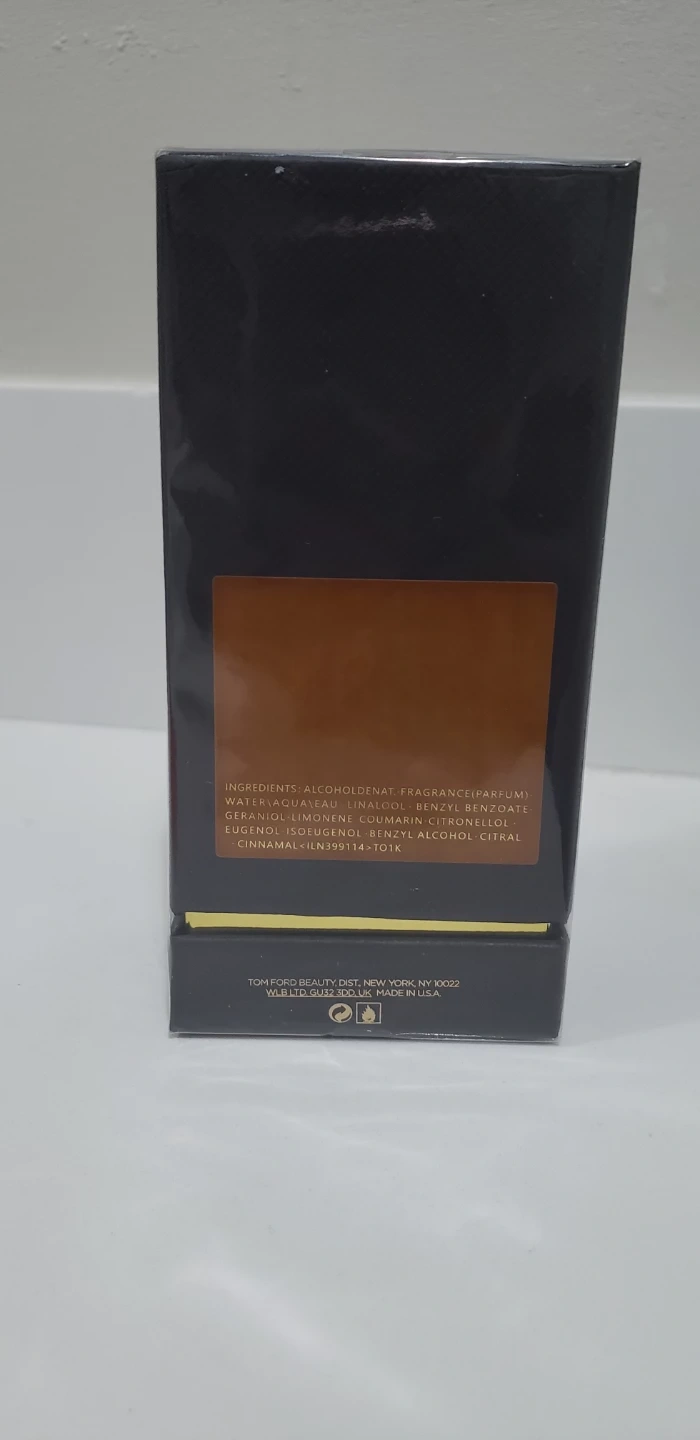 INGREDIENTS: ALCOHOLDENAT.·FRAGRANCE(PARFUM)·
WATER\AQUA\EAU · LINALOOL · BENZYL BENZOATE·
GERANIOL·LIMONENE COUMARIN·CITRONELLOL·
EUGENOL·ISOEUGENOL·BENZYL ALCOHOL·CITRAL
·CINNAMAL<ILN399114>TO1K
TOM FORD BEAUTY, DIST., NEW YORK, NY 10022
WLB LTD. GU32 3DD. UK MADE IN U.S.A.